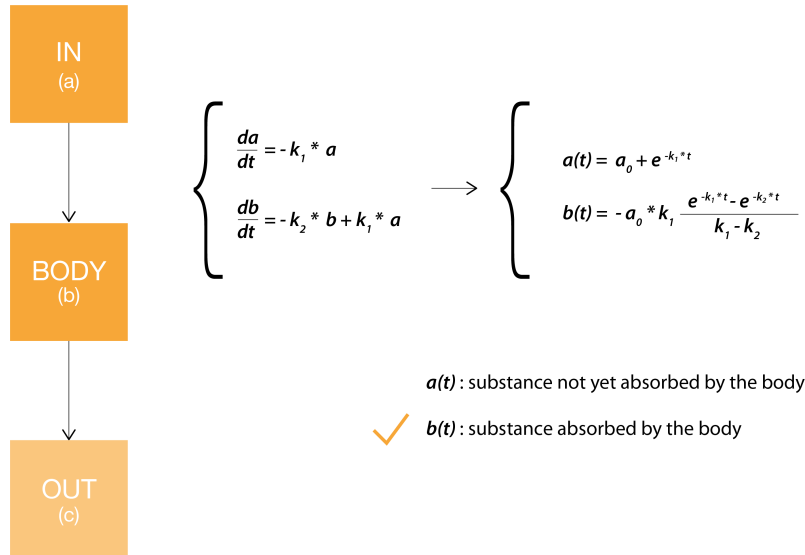 IN
(a)
BODY
(b)
OUT
(c)
da/dt = - k₁ * a
db/dt = - k₂ * b + k₁ * a
a(t) = a₀ + e^(-k₁*t)
b(t) = - a₀ * k₁ (e^(-k₁*t) - e^(-k₂*t))/(k₁ - k₂)
a(t) : substance not yet absorbed by the body
b(t) : substance absorbed by the body